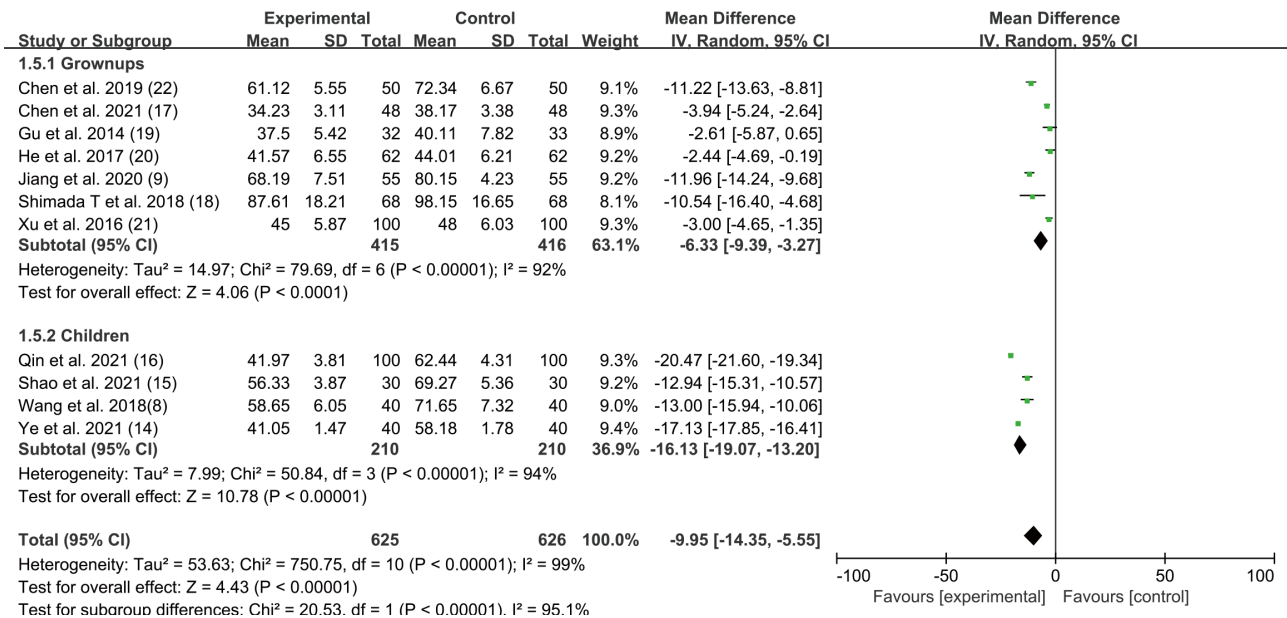 Experimental Control Mean Difference Mean Difference
Study or Subgroup Mean SD Total Mean SD Total Weight IV, Random, 95% CI IV, Random, 95% CI
1.5.1 Grownups
Chen et al. 2019 (22) 61.12 5.55 50 72.34 6.67 50 9.1% -11.22 [-13.63, -8.81]
Chen et al. 2021 (17) 34.23 3.11 48 38.17 3.38 48 9.3% -3.94 [-5.24, -2.64]
Gu et al. 2014 (19) 37.5 5.42 32 40.11 7.82 33 8.9% -2.61 [-5.87, 0.65]
He et al. 2017 (20) 41.57 6.55 62 44.01 6.21 62 9.2% -2.44 [-4.69, -0.19]
Jiang et al. 2020 (9) 68.19 7.51 55 80.15 4.23 55 9.2% -11.96 [-14.24, -9.68]
Shimada T et al. 2018 (18) 87.61 18.21 68 98.15 16.65 68 8.1% -10.54 [-16.40, -4.68]
Xu et al. 2016 (21) 45 5.87 100 48 6.03 100 9.3% -3.00 [-4.65, -1.35]
Subtotal (95% CI) 415 416 63.1% -6.33 [-9.39, -3.27]
Heterogeneity: Tau² = 14.97; Chi² = 79.69, df = 6 (P < 0.00001); I² = 92%
Test for overall effect: Z = 4.06 (P < 0.0001)
1.5.2 Children
Qin et al. 2021 (16) 41.97 3.81 100 62.44 4.31 100 9.3% -20.47 [-21.60, -19.34]
Shao et al. 2021 (15) 56.33 3.87 30 69.27 5.36 30 9.2% -12.94 [-15.31, -10.57]
Wang et al. 2018(8) 58.65 6.05 40 71.65 7.32 40 9.0% -13.00 [-15.94, -10.06]
Ye et al. 2021 (14) 41.05 1.47 40 58.18 1.78 40 9.4% -17.13 [-17.85, -16.41]
Subtotal (95% CI) 210 210 36.9% -16.13 [-19.07, -13.20]
Heterogeneity: Tau² = 7.99; Chi² = 50.84, df = 3 (P < 0.00001); I² = 94%
Test for overall effect: Z = 10.78 (P < 0.00001)
Total (95% CI) 625 626 100.0% -9.95 [-14.35, -5.55]
Heterogeneity: Tau² = 53.63; Chi² = 750.75, df = 10 (P < 0.00001); I² = 99%
Test for overall effect: Z = 4.43 (P < 0.00001)
Test for subgroup differences: Chi² = 20.53, df = 1 (P < 0.00001), I² = 95.1%
-100 -50 0 50 100
Favours [experimental] Favours [control]